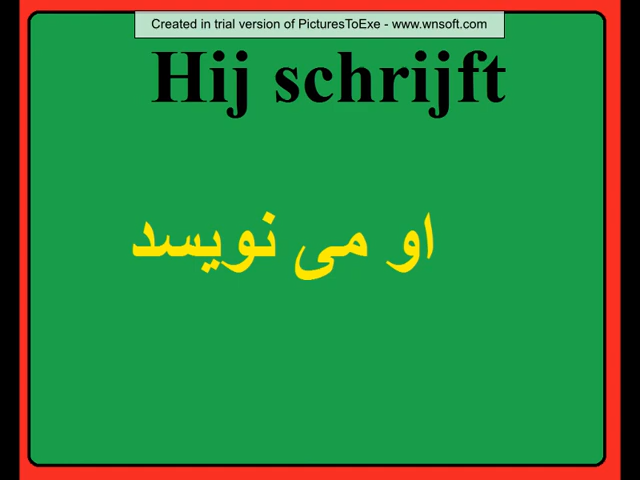 Created in trial version of PicturesToExe - www.wnsoft.com
Hij schrijft
او می نویسد